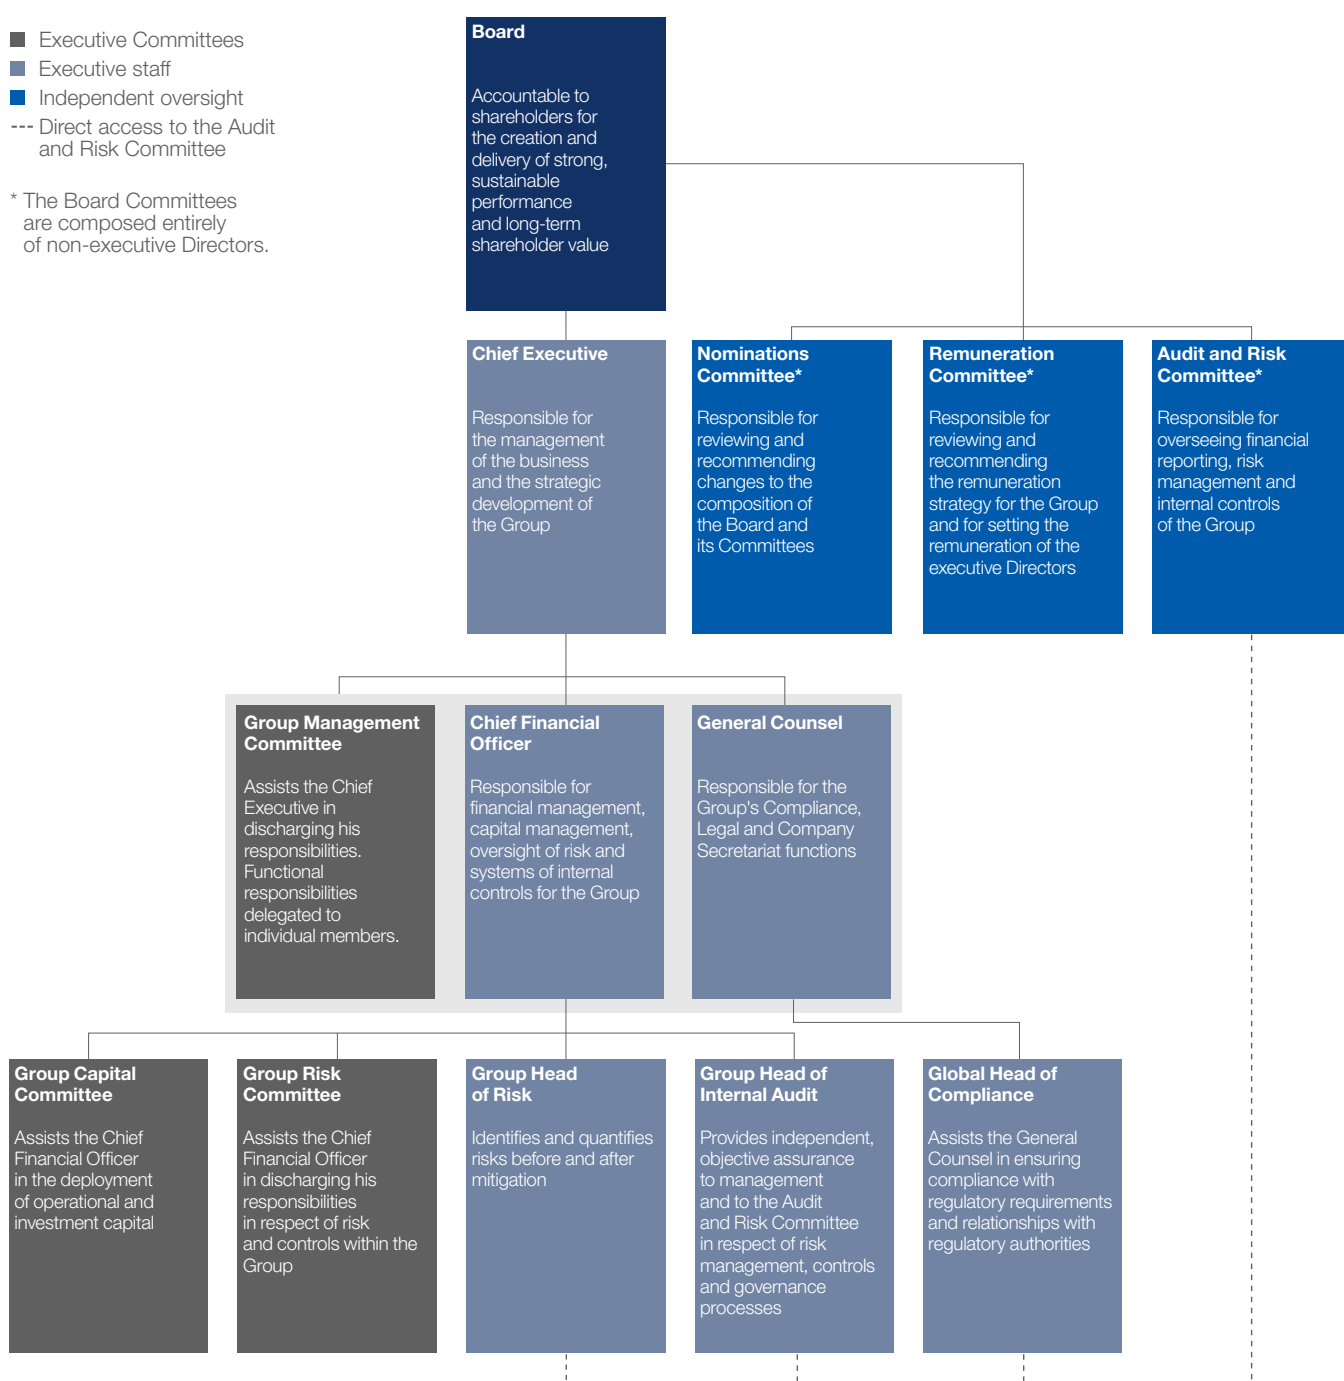 Executive Committees
Executive staff
Independent oversight
Direct access to the Audit
and Risk Committee
* The Board Committees
are composed entirely
of non-executive Directors.
Board
Accountable to
shareholders for
the creation and
delivery of strong,
sustainable
performance
and long-term
shareholder value
Chief Executive
Responsible for
the management
of the business
and the strategic
development of
the Group
Nominations
Committee*
Responsible for
reviewing and
recommending
changes to the
composition of
the Board and
its Committees
Remuneration
Committee*
Responsible for
reviewing and
recommending
the remuneration
strategy for the Group
and for setting the
remuneration of the
executive Directors
Audit and Risk
Committee*
Responsible for
overseeing financial
reporting, risk
management and
internal controls
of the Group
Group Management
Committee
Assists the Chief
Executive in
discharging his
responsibilities.
Functional
responsibilities
delegated to
individual members.
Chief Financial
Officer
Responsible for
financial management,
capital management,
oversight of risk and
systems of internal
controls for the Group
General Counsel
Responsible for the
Group's Compliance,
Legal and Company
Secretariat functions
Group Capital
Committee
Assists the Chief
Financial Officer
in the deployment
of operational and
investment capital
Group Risk
Committee
Assists the Chief
Financial Officer
in discharging his
responsibilities
in respect of risk
and controls within the
Group
Group Head
of Risk
Identifies and quantifies
risks before and after
mitigation
Group Head of
Internal Audit
Provides independent,
objective assurance
to management
and to the Audit
and Risk Committee
in respect of risk
management, controls
and governance
processes
Global Head of
Compliance
Assists the General
Counsel in ensuring
compliance with
regulatory requirements
and relationships with
regulatory authorities